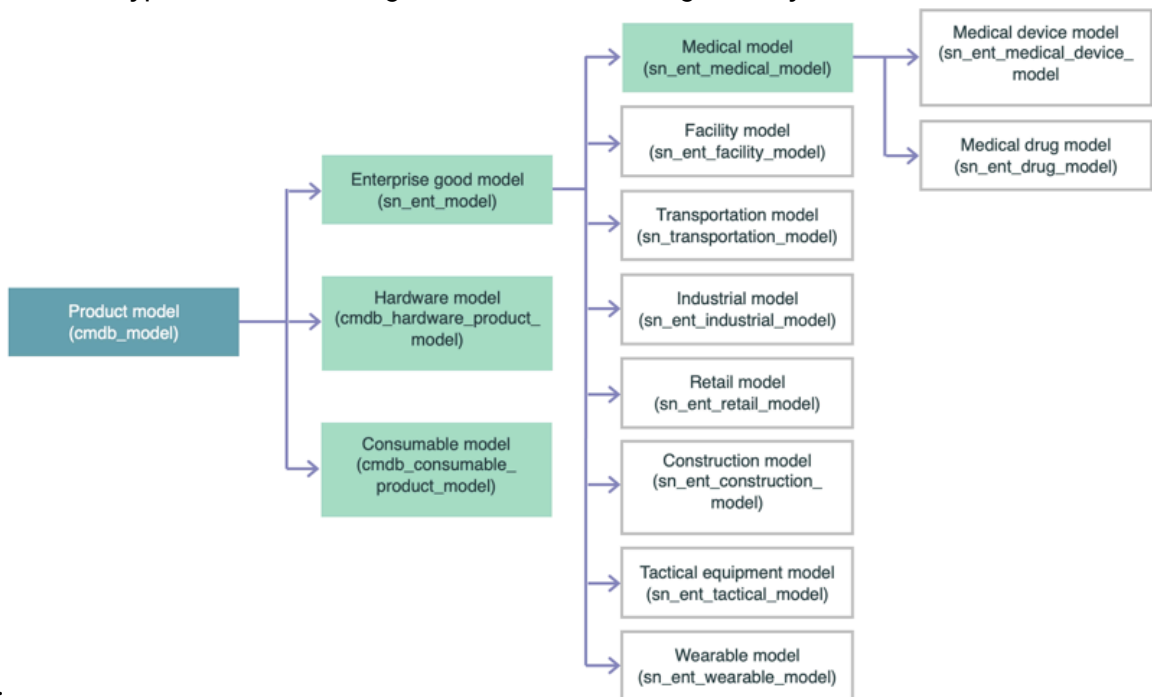 Product model
(cmdb_model)
Enterprise good model
(sn_ent_model)
Hardware model
(cmdb_hardware_product_
model)
Consumable model
(cmdb_consumable_
product_model)
Medical model
(sn_ent_medical_model)
Facility model
(sn_ent_facility_model)
Transportation model
(sn_transportation_model)
Industrial model
(sn_ent_industrial_model)
Retail model
(sn_ent_retail_model)
Construction model
(sn_ent_construction_
model)
Tactical equipment model
(sn_ent_tactical_model)
Wearable model
(sn_ent_wearable_model)
Medical device model
(sn_ent_medical_device_
model
Medical drug model
(sn_ent_drug_model)